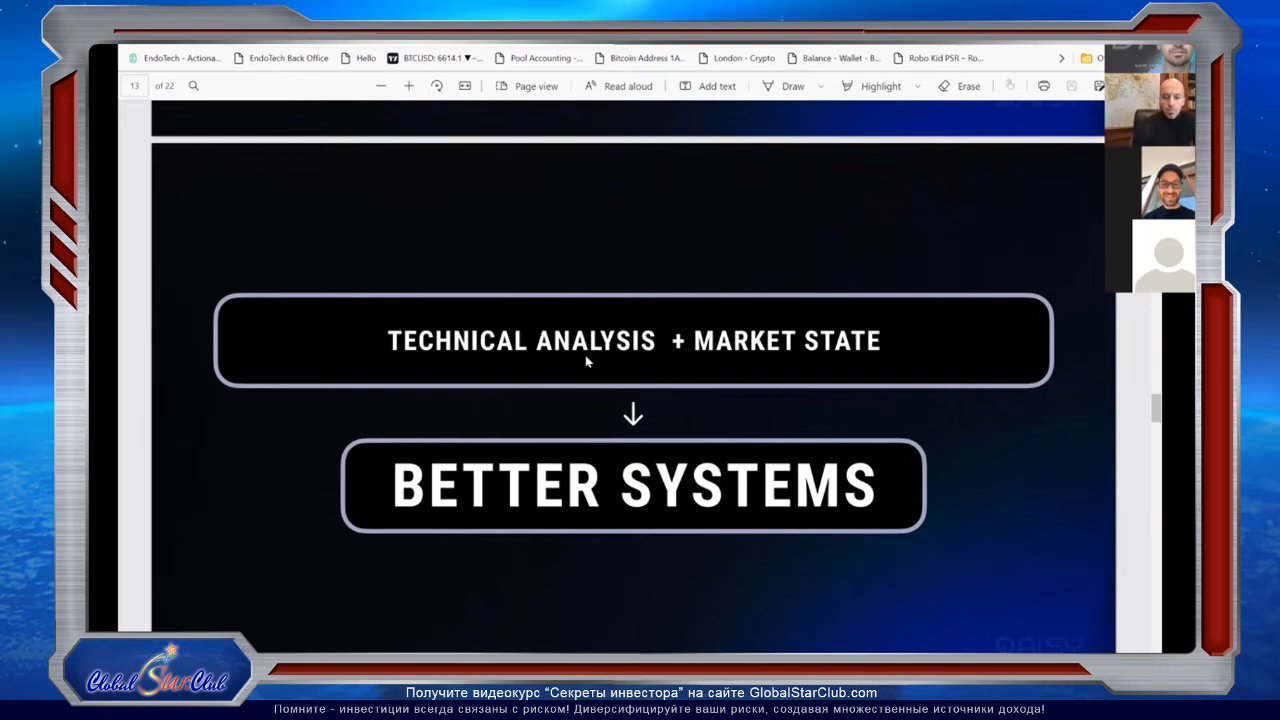 EndoTech - Actiona...
EndoTech Back Office
Hello
BTCUSD: 6614.1 ▼−...
Pool Accounting -...
Bitcoin Address 1A...
London - Crypto
Balance - Wallet - B...
Robo Kid PSR – Ro...
13 of 22
Page view
Read aloud
Add text
Draw
Highlight
Erase
TECHNICAL ANALYSIS + MARKET STATE
BETTER SYSTEMS
DAISY
Global Star Club
Получите видеокурс “Секреты инвестора” на сайте GlobalStarClub.com
Помните - инвестиции всегда связаны с риском! Диверсифицируйте ваши риски, создавая множественные источники дохода!